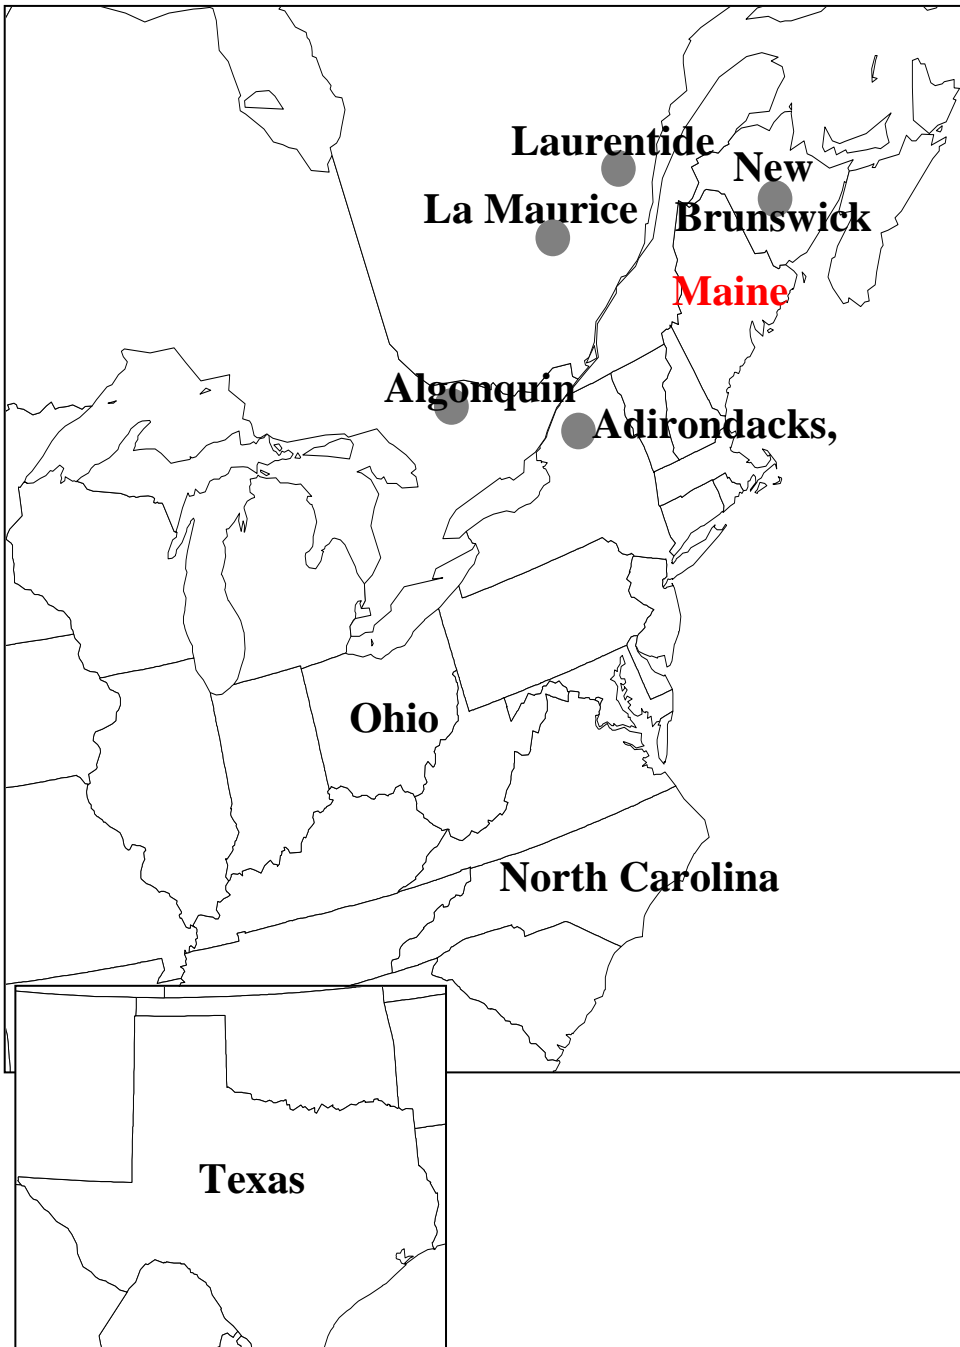 Laurentide
New
Brunswick
La Maurice
Maine
Algonquin
Adirondacks,
Ohio
North Carolina
Texas